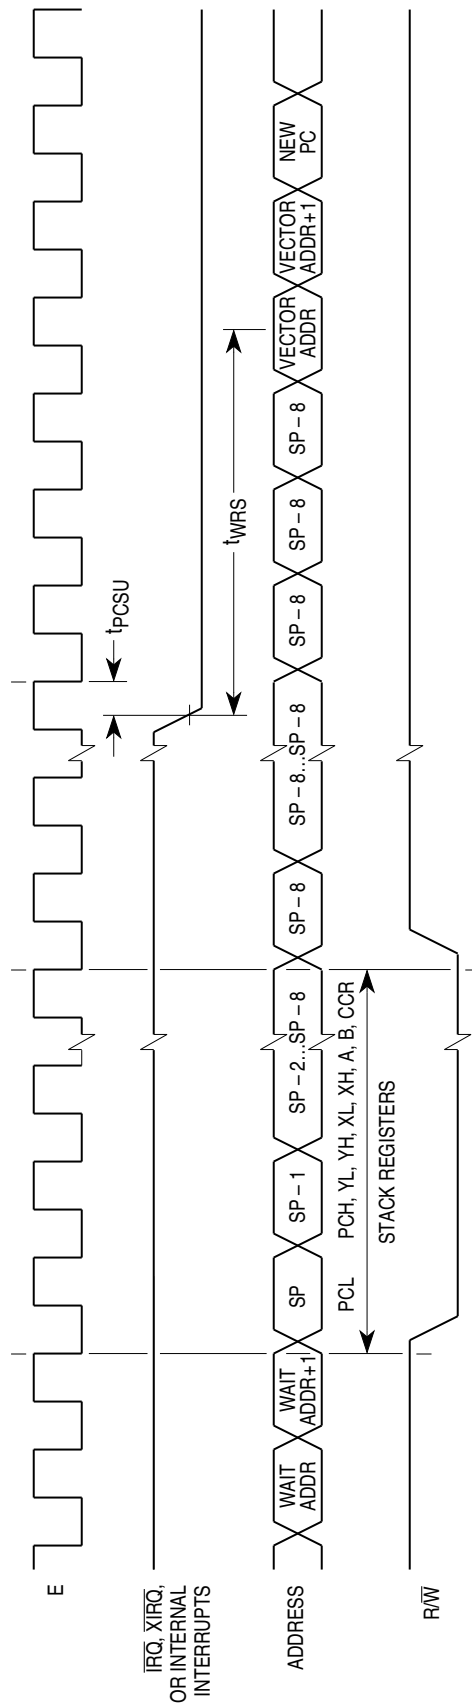 E
IRQ, XIRQ,
OR INTERNAL
INTERRUPTS
tPCSU
tWRS
ADDRESS
WAIT
ADDR
WAIT
ADDR+1
SP
SP – 1
SP – 2...SP – 8
SP – 8
SP – 8...SP – 8
SP – 8
SP – 8
SP – 8
VECTOR
ADDR
VECTOR
ADDR+1
NEW
PC
PCL
PCH, YL, YH, XL, XH, A, B, CCR
STACK REGISTERS
R/W